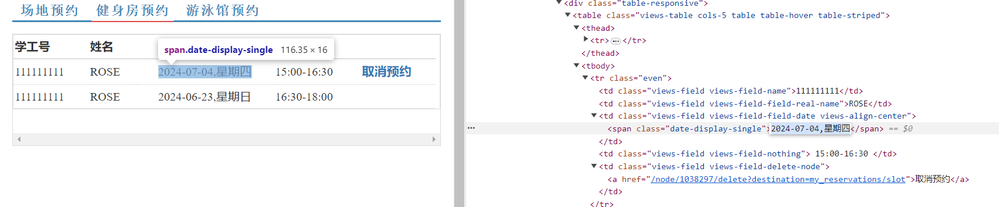 场地预约 健身房预约 游泳馆预约
学工号 姓名
span.date-display-single 116.35 × 16
111111111 ROSE 2024-07-04,星期四 15:00-16:30 取消预约
111111111 ROSE 2024-06-23,星期日 16:30-18:00
<div class="table-responsive">
<table class="views-table cols-5 table table-hover table-striped">
<thead>
<tr>…</tr>
</thead>
<tbody>
<tr class="even">
<td class="views-field views-field-name">111111111</td>
<td class="views-field views-field-field-real-name">ROSE</td>
<td class="views-field views-field-field-date views-align-center">
<span class="date-display-single">2024-07-04,星期四</span> == $0
</td>
<td class="views-field views-field-nothing"> 15:00-16:30 </td>
<td class="views-field views-field-delete-node">
<a href="/node/1038297/delete?destination=my_reservations/slot">取消预约</a>
</td>
</tr>